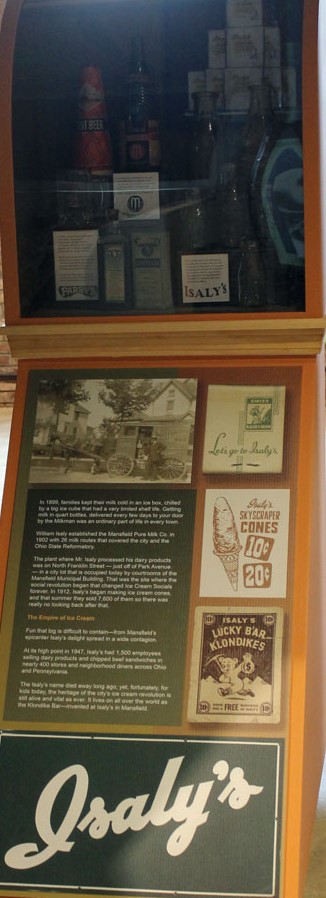 BEER
ISALY'S
Let's go to Isaly's
In 1899, families kept their milk cold in an ice box, chilled
by a big ice cube that had a very limited shelf life. Getting
milk in quart bottles, delivered every few days to your door
by the Milkman was an ordinary part of life in every town.
William Isaly established the Mansfield Pure Milk Co. in
1902 with 26 milk routes that covered the city and the
Ohio State Reformatory.
The plant where Mr. Isaly processed his dairy products
was on North Franklin Street — just off of Park Avenue
— in a city lot that is occupied today by courtrooms of the
Mansfield Municipal Building. That was the site where the
social revolution began that changed Ice Cream Socials
forever. In 1912, Isaly's began making ice cream cones,
and that summer they sold 7,600 of them so there was
really no looking back after that.
The Empire of Ice Cream
Fun that big is difficult to contain—from Mansfield's
epicenter Isaly's delight spread in a wide contagion.
At its high point in 1947, Isaly's had 1,500 employees
selling dairy products and chipped beef sandwiches in
nearly 400 stores and neighborhood diners across Ohio
and Pennsylvania.
The Isaly's name died away long ago; yet, fortunately, for
kids today, the heritage of the city's ice cream revolution is
still alive and vital as ever. It lives on all over the world as
the Klondike Bar—invented at Isaly's in Mansfield.
Isaly's
SKYSCRAPER
CONES
10¢
20¢
ISALY'S
LUCKY BAR
KLONDIKES
FREE
Isaly's